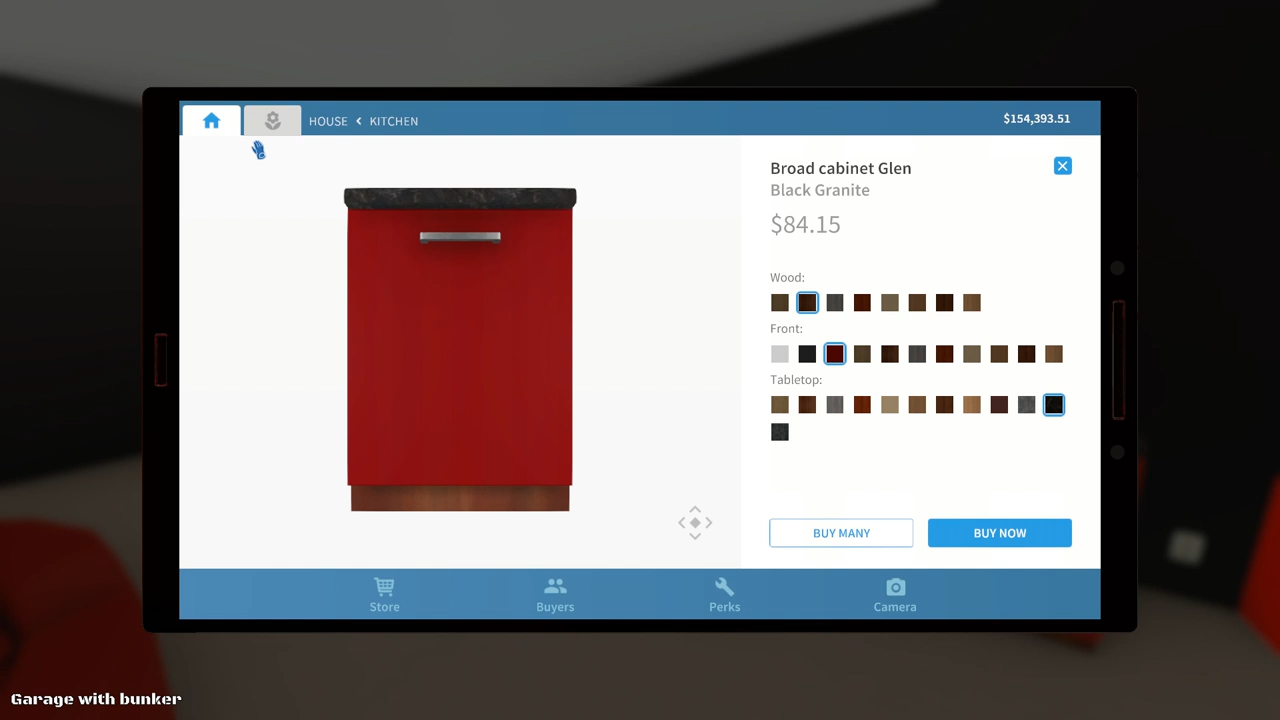 HOUSE < KITCHEN
$154,393.51
Broad cabinet Glen
Black Granite
$84.15
Wood:
Front:
Tabletop:
BUY MANY
BUY NOW
Store
Buyers
Perks
Camera
Garage with bunker